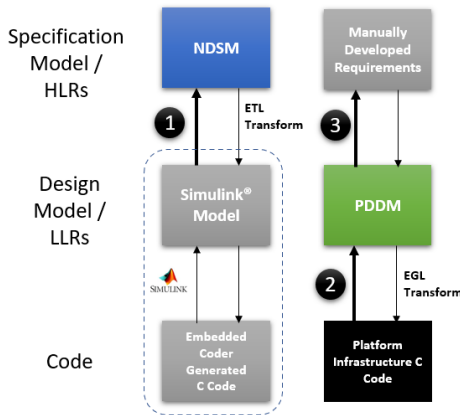 Specification
Model /
HLRs
NDSM
Manually
Developed
Requirements
1
ETL
Transform
3
Design
Model /
LLRs
Simulink®
Model
PDDM
SIMULINK
2
EGL
Transform
Code
Embedded
Coder
Generated
C Code
Platform
Infrastructure C
Code